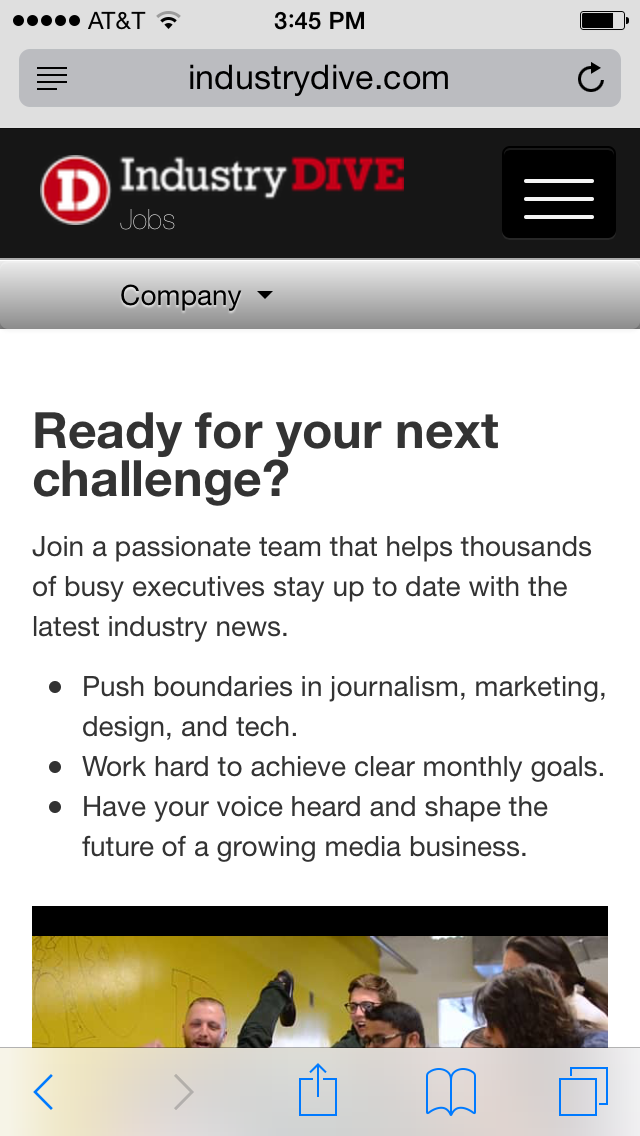 AT&T 3:45 PM
industrydive.com
D Industry DIVE
Jobs
Company
Ready for your next
challenge?
Join a passionate team that helps thousands
of busy executives stay up to date with the
latest industry news.
Push boundaries in journalism, marketing,
design, and tech.
Work hard to achieve clear monthly goals.
Have your voice heard and shape the
future of a growing media business.